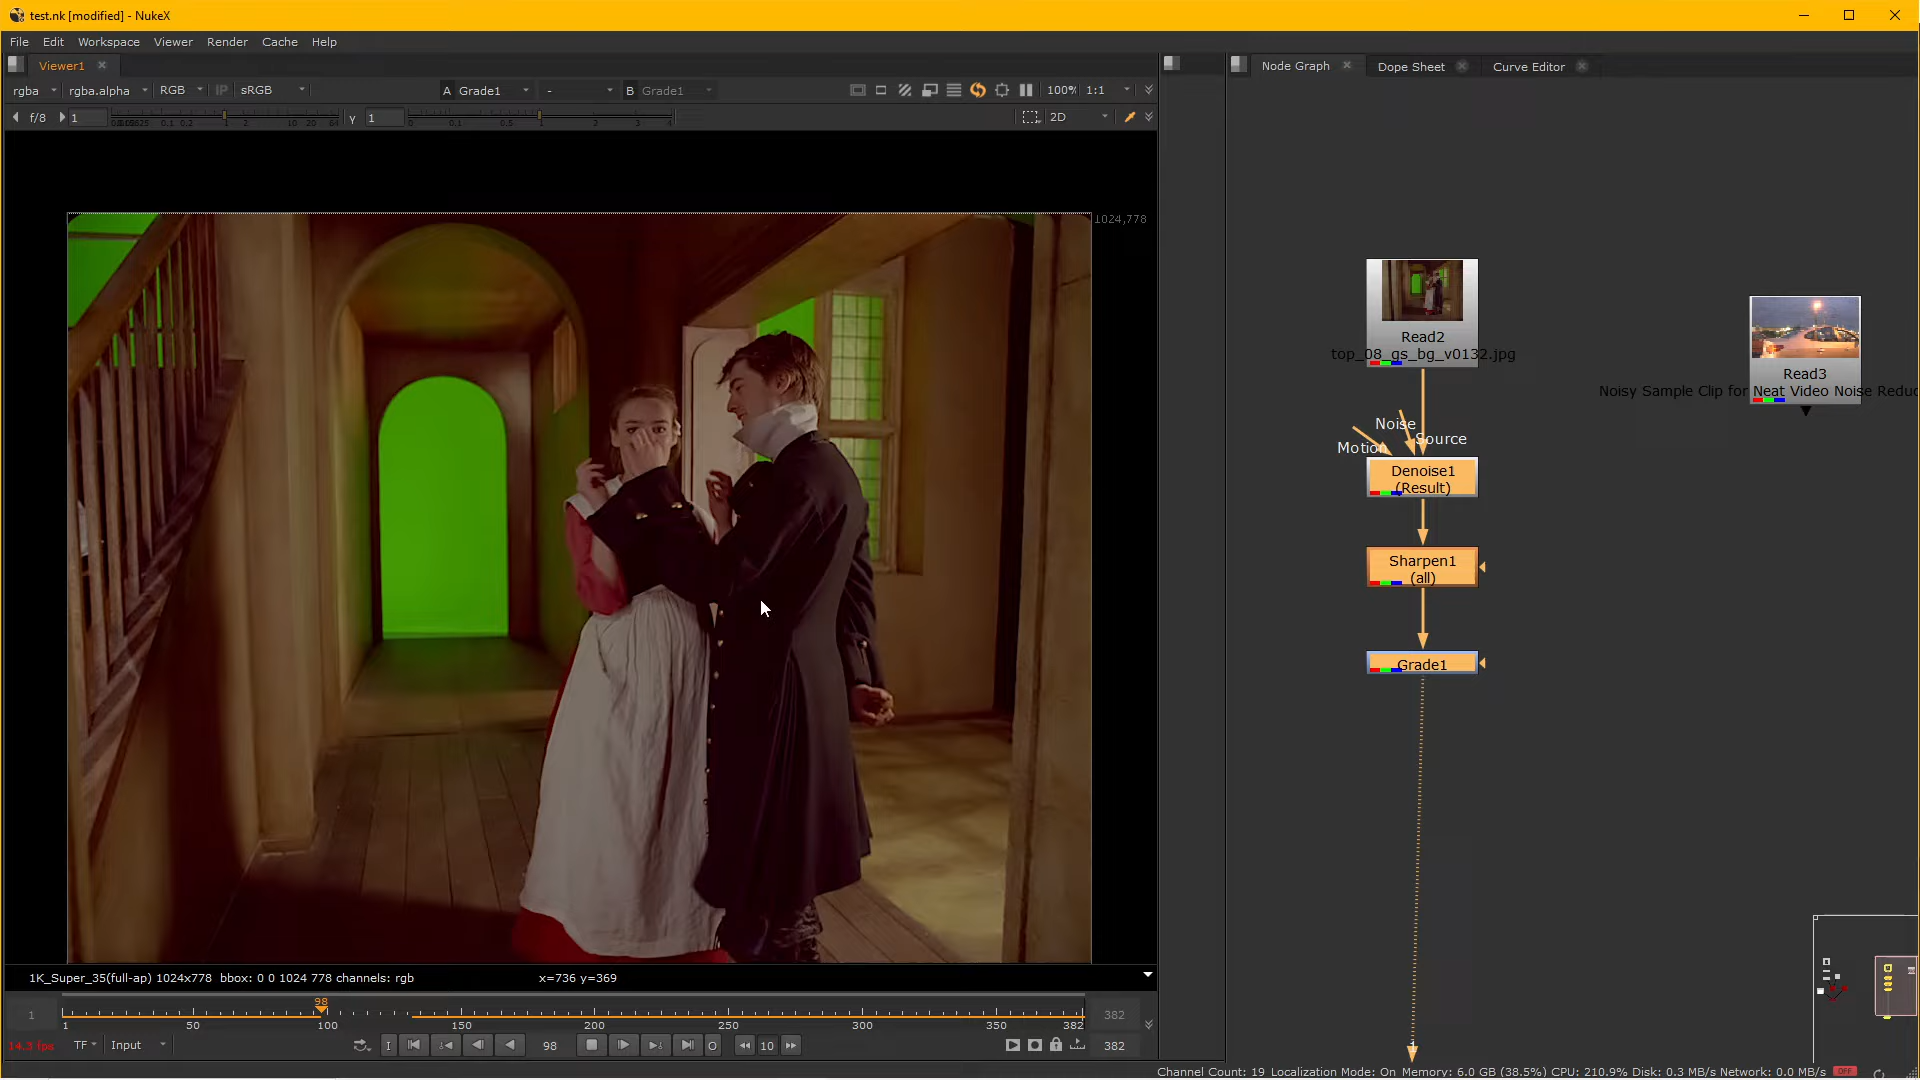 test.nk [modified] - NukeX
File Edit Workspace Viewer Render Cache Help
Viewer1
Node Graph Dope Sheet Curve Editor
rgba rgba.alpha RGB IP sRGB A Grade1 - B Grade1 100% 1:1
f/8 1 Y 1 2D
1024,778
Read2
top_08_gs_bg_v0132.jpg
Read3
Noisy Sample Clip for Neat Video Noise Reduc
Noise
Source
Motion
Denoise1
(Result)
Sharpen1
(all)
Grade1
1K_Super_35(full-ap) 1024x778 bbox: 0 0 1024 778 channels: rgb x=736 y=369
98
1 382
1 50 100 150 200 250 300 350 382
14.3 fps TF Input I 98 O 10 382
Channel Count: 19 Localization Mode: On Memory: 6.0 GB (38.5%) CPU: 210.9% Disk: 0.3 MB/s Network: 0.0 MB/s OFF